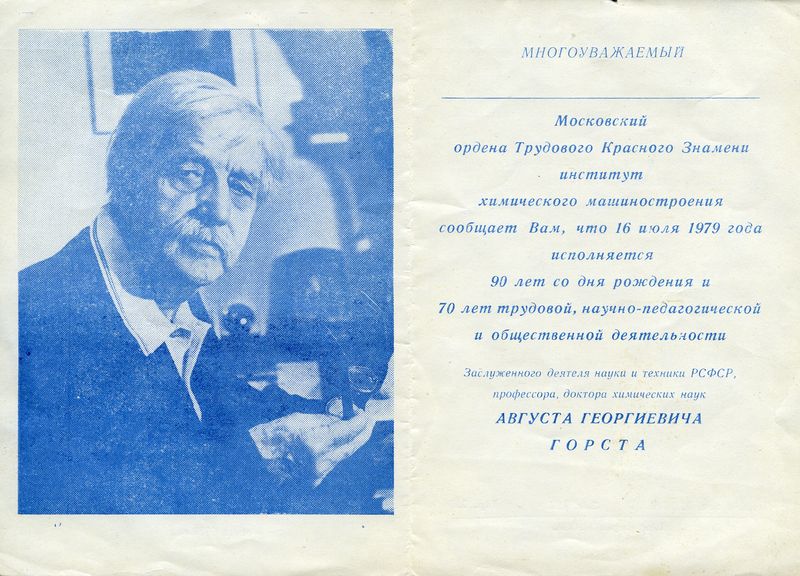 МНОГОУВАЖАЕМЫЙ
Московский
ордена Трудового Красного Знамени
институт
химического машиностроения
сообщает Вам, что 16 июля 1979 года
исполняется
90 лет со дня рождения и
70 лет трудовой, научно-педагогической
и общественной деятельности
Заслуженного деятеля науки и техники РСФСР,
профессора, доктора химических наук
АВГУСТА ГЕОРГИЕВИЧА
ГОРСТА